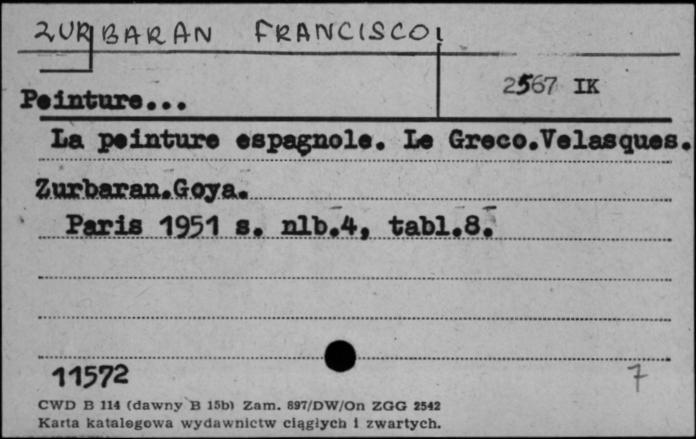 ZURBARAN FRANCISCO
2567 IK
Peinture...
La peinture espagnole. Le Greco.Velasques.
Zurbaran.Goya.
Paris 1951 s. nlb.4, tabl.8.
11572
7
CWD B 114 (dawny B 15b) Zam. 897/DW/On ZGG 2542
Karta katalogowa wydawnictw ciągłych i zwartych.